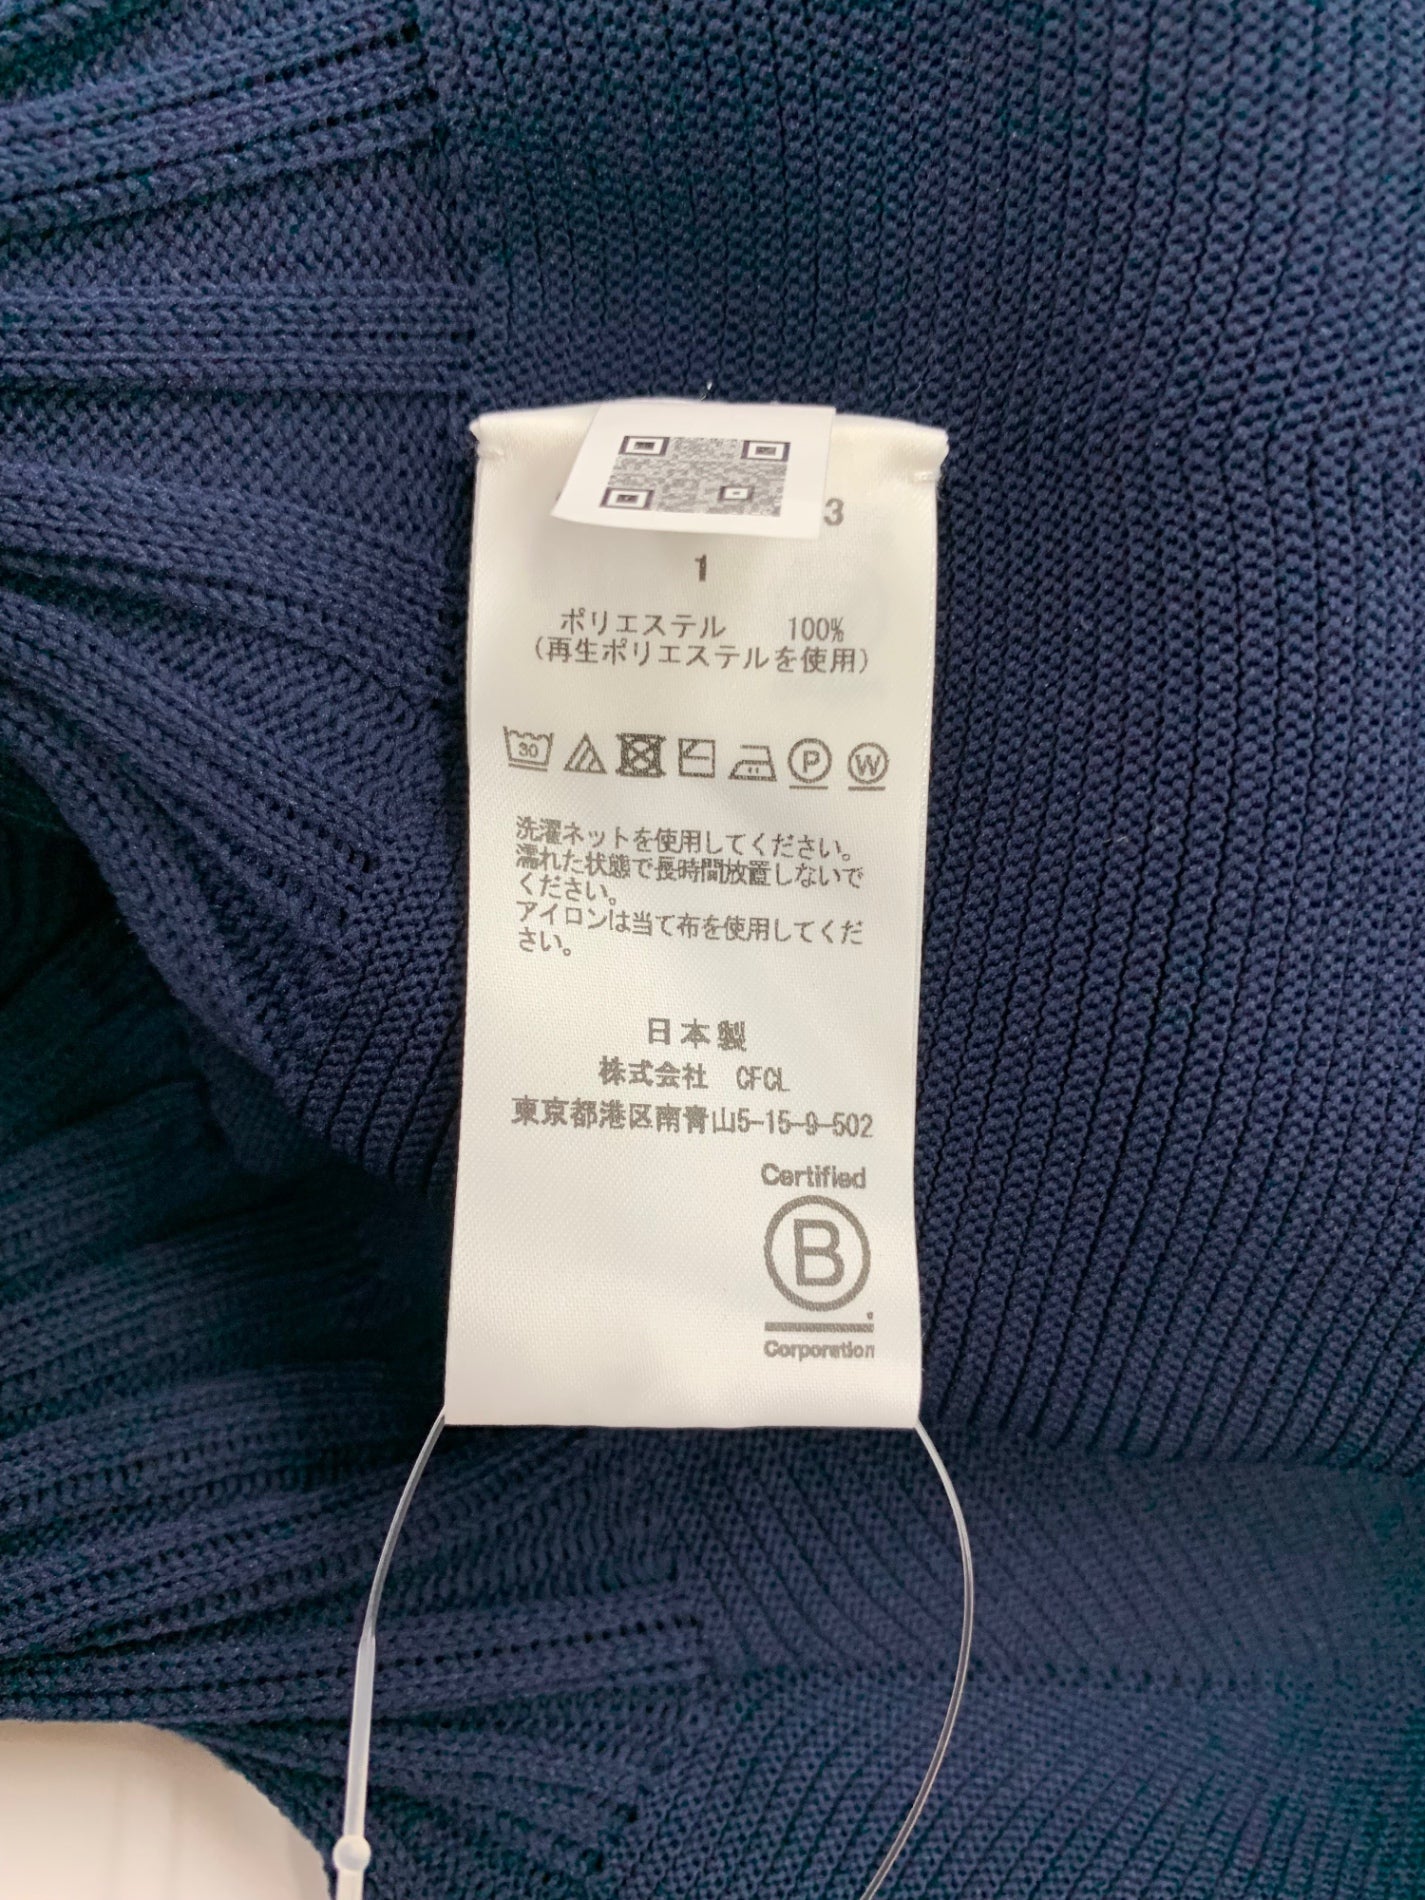 3
1
ポリエステル 100%
(再生ポリエステルを使用)
30 P W
洗濯ネットを使用してください。
濡れた状態で長時間放置しないで
ください。
アイロンは当て布を使用してくだ
さい。
日本製
株式会社 CFCL
東京都港区南青山5-15-9-502
Certified
B
Corporation